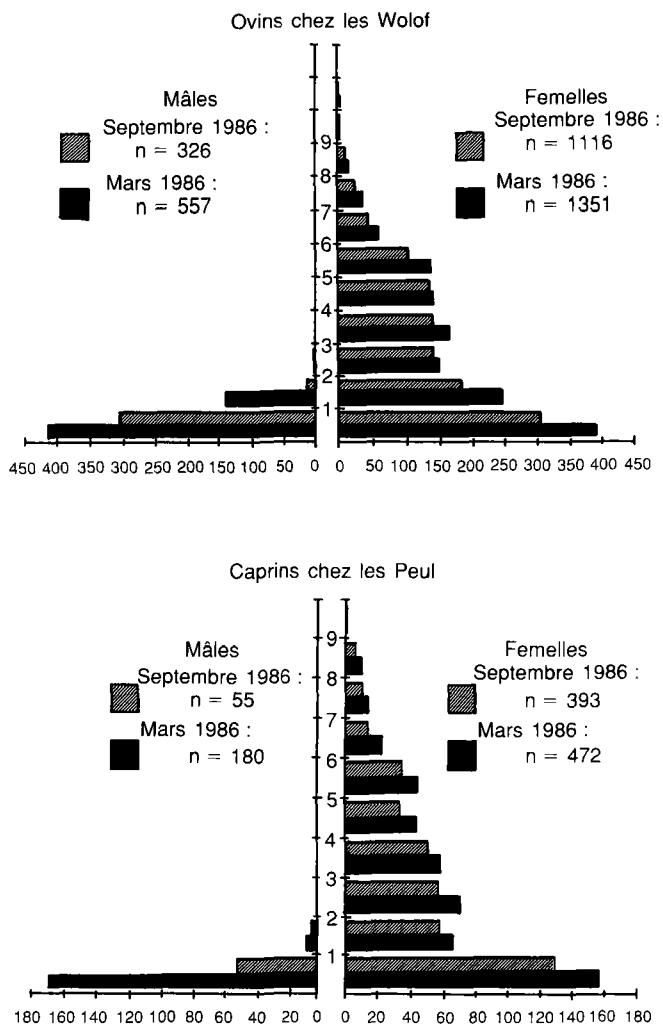 Ovins chez les Wolof
Mâles
Septembre 1986 :
n = 326
Mars 1986 :
n = 557
Femelles
Septembre 1986 :
n = 1116
Mars 1986 :
n = 1351
9
8
7
6
5
4
3
2
1
450 400 350 300 250 200 150 100 50 0 0 50 100 150 200 250 300 350 400 450
Caprins chez les Peul
Mâles
Septembre 1986 :
n = 55
Mars 1986 :
n = 180
Femelles
Septembre 1986 :
n = 393
Mars 1986 :
n = 472
9
8
7
6
5
4
3
2
1
180 160 140 120 100 80 60 40 20 0 0 20 40 60 80 100 120 140 160 180